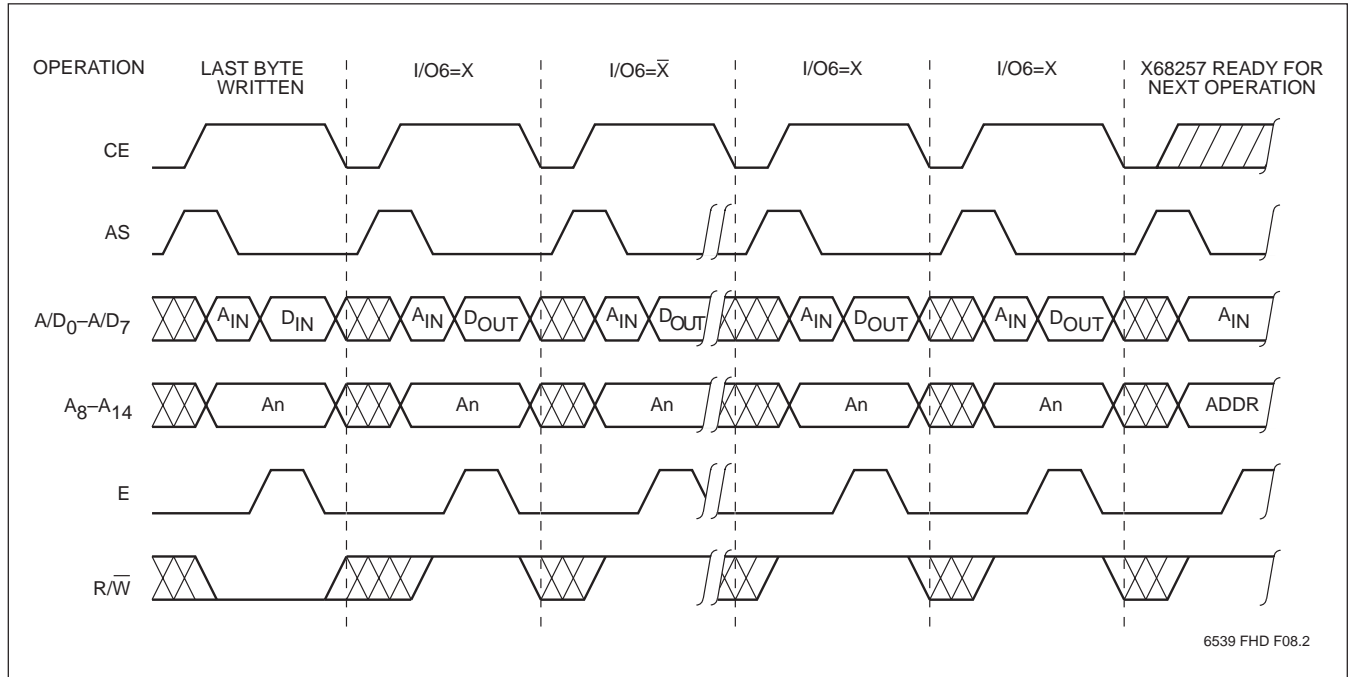 OPERATION
LAST BYTE
WRITTEN
I/O6=X
I/O6=X̅
I/O6=X
I/O6=X
X68257 READY FOR
NEXT OPERATION
CE
AS
A/D0–A/D7
AIN
DIN
AIN
DOUT
AIN
DOUT
AIN
DOUT
AIN
DOUT
AIN
A8–A14
An
An
An
An
An
ADDR
E
R/W̅
6539 FHD F08.2